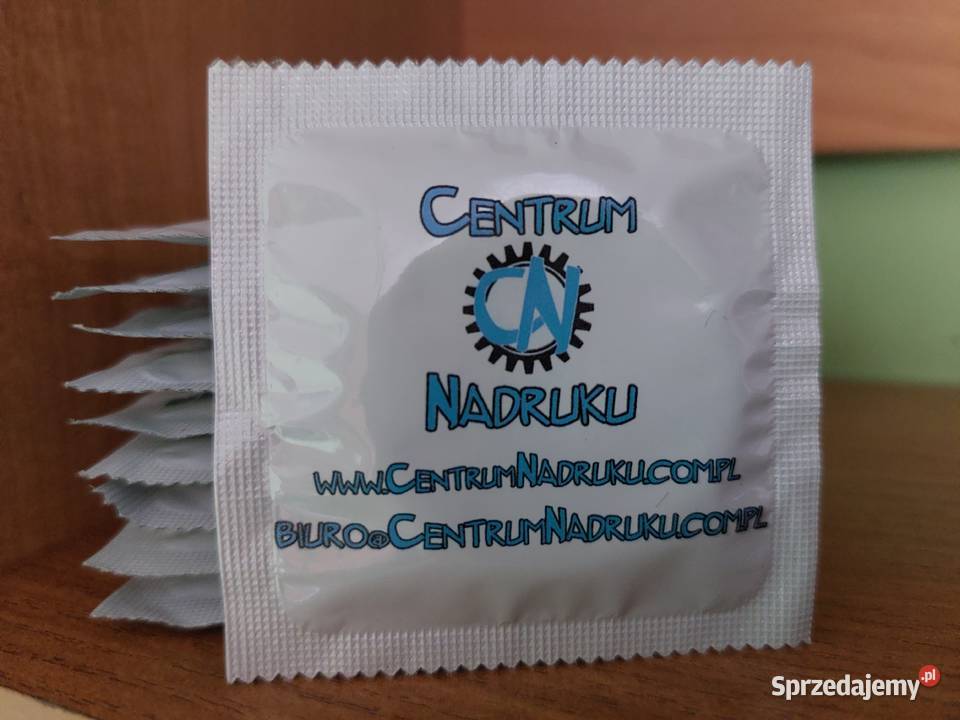 Centrum
CN
Nadruku
www.CentrumNadruku.com.pl
biuro@CentrumNadruku.com.pl
Sprzedajemy.pl